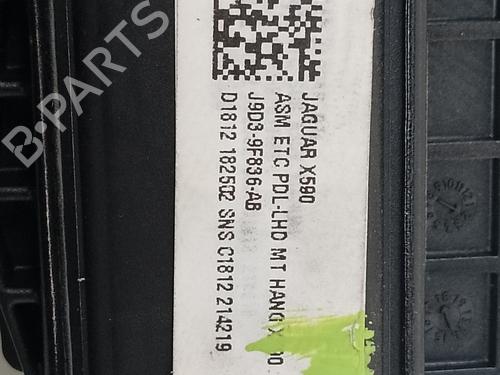 B-PARTS
JAGUAR X590
ASM ETC PDL-LHD MT HANG
J9D3-9F836-AB
D1812 182502 SNS C1812 214219